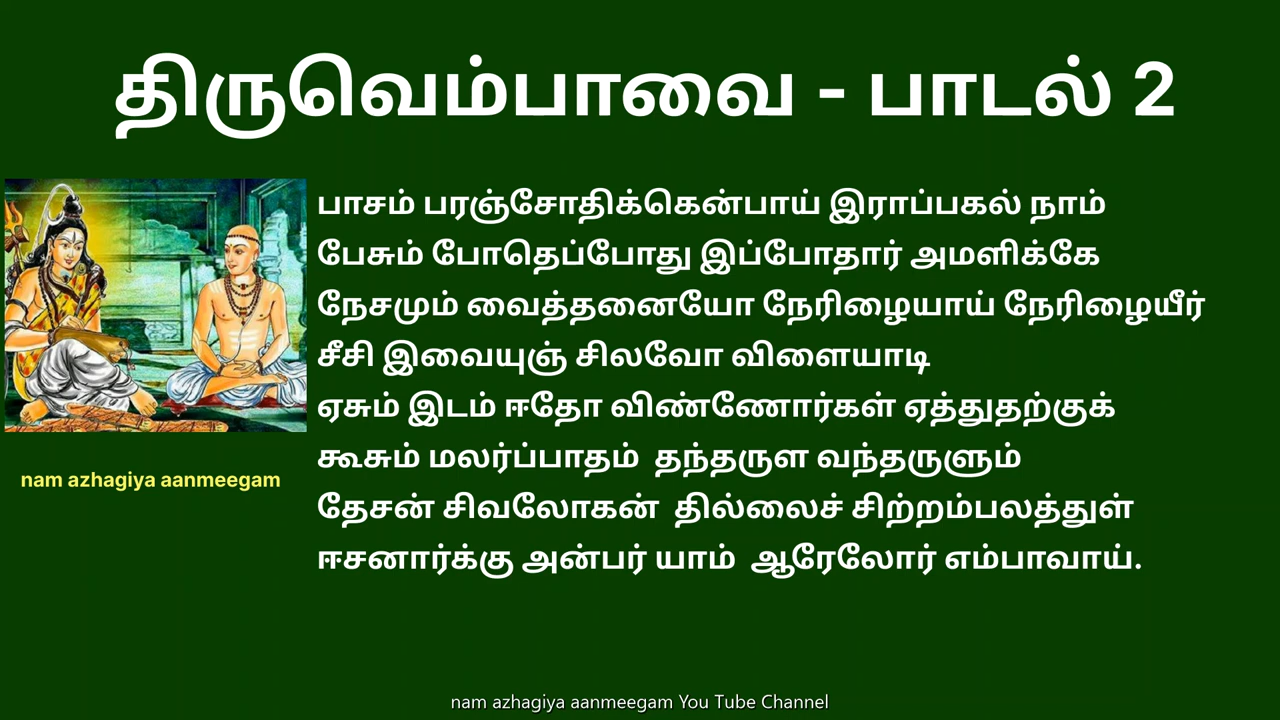 திருவெம்பாவை - பாடல் 2
பாசம் பரஞ்சோதிக்கென்பாய் இராப்பகல் நாம்
பேசும் போதெப்போது இப்போதார் அமளிக்கே
நேசமும் வைத்தனையோ நேரிழையாய் நேரிழையீர்
சீசி இவையுஞ் சிலவோ விளையாடி
ஏசும் இடம் ஈதோ விண்ணோர்கள் ஏத்துதற்குக்
கூசும் மலர்ப்பாதம் தந்தருள வந்தருளும்
தேசன் சிவலோகன் தில்லைச் சிற்றம்பலத்துள்
ஈசனார்க்கு அன்பர் யாம் ஆரேலோர் எம்பாவாய்.
nam azhagiya aanmeegam
nam azhagiya aanmeegam You Tube Channel